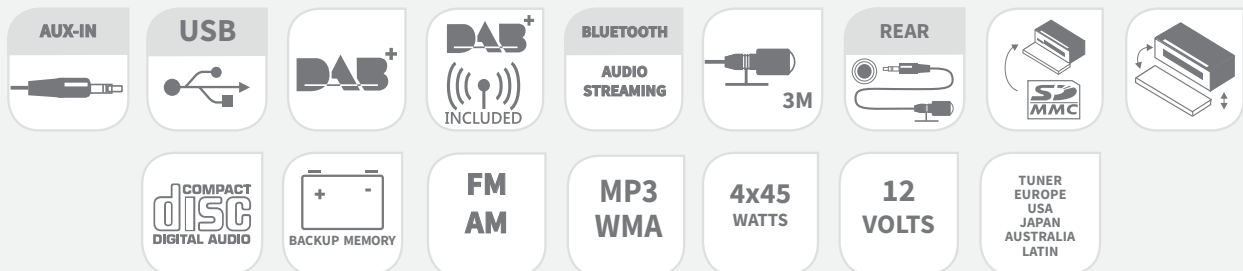 AUX-IN
USB
DAB+
DAB+
INCLUDED
BLUETOOTH
AUDIO
STREAMING
3M
REAR
SD
MMC
COMPACT
disc
DIGITAL AUDIO
+ -
BACKUP MEMORY
FM
AM
MP3
WMA
4x45
WATTS
12
VOLTS
TUNER
EUROPE
USA
JAPAN
AUSTRALIA
LATIN